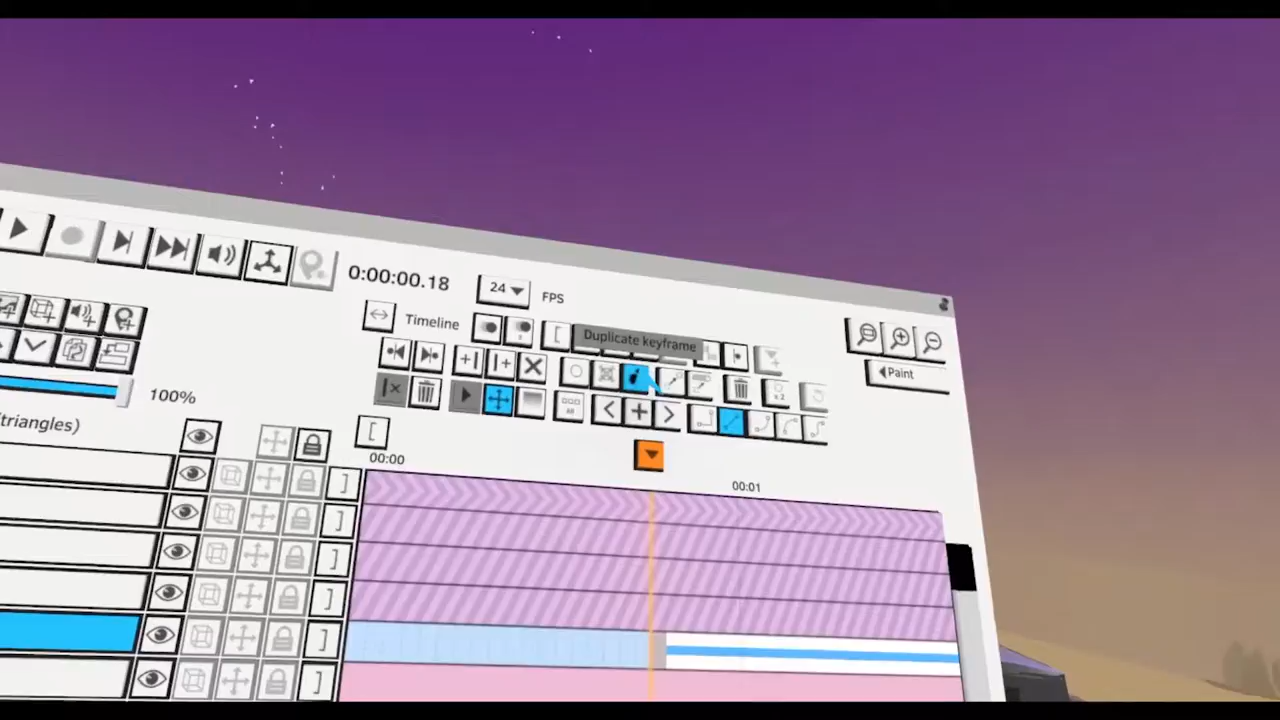 0:00:00.18
24
FPS
Timeline
Duplicate keyframe
Paint
100%
triangles)
00:00
00:01